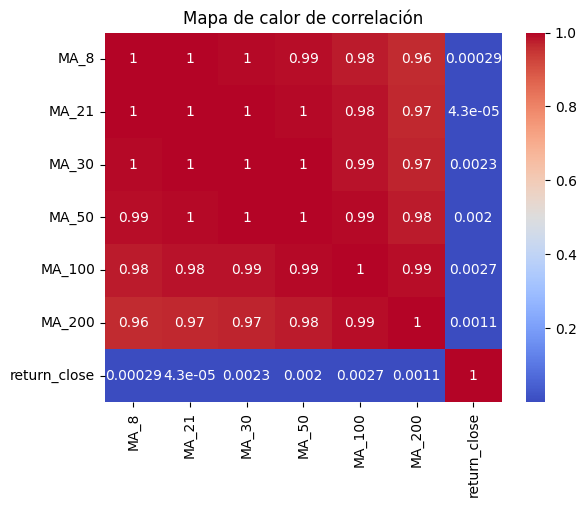 Mapa de calor de correlación
MA_8 1 1 1 0.99 0.98 0.96 0.00029
MA_21 1 1 1 1 0.98 0.97 4.3e-05
MA_30 1 1 1 1 0.99 0.97 0.0023
MA_50 0.99 1 1 1 0.99 0.98 0.002
MA_100 0.98 0.98 0.99 0.99 1 0.99 0.0027
MA_200 0.96 0.97 0.97 0.98 0.99 1 0.0011
return_close 0.00029 4.3e-05 0.0023 0.002 0.0027 0.0011 1
MA_8 MA_21 MA_30 MA_50 MA_100 MA_200 return_close
1.0
0.8
0.6
0.4
0.2